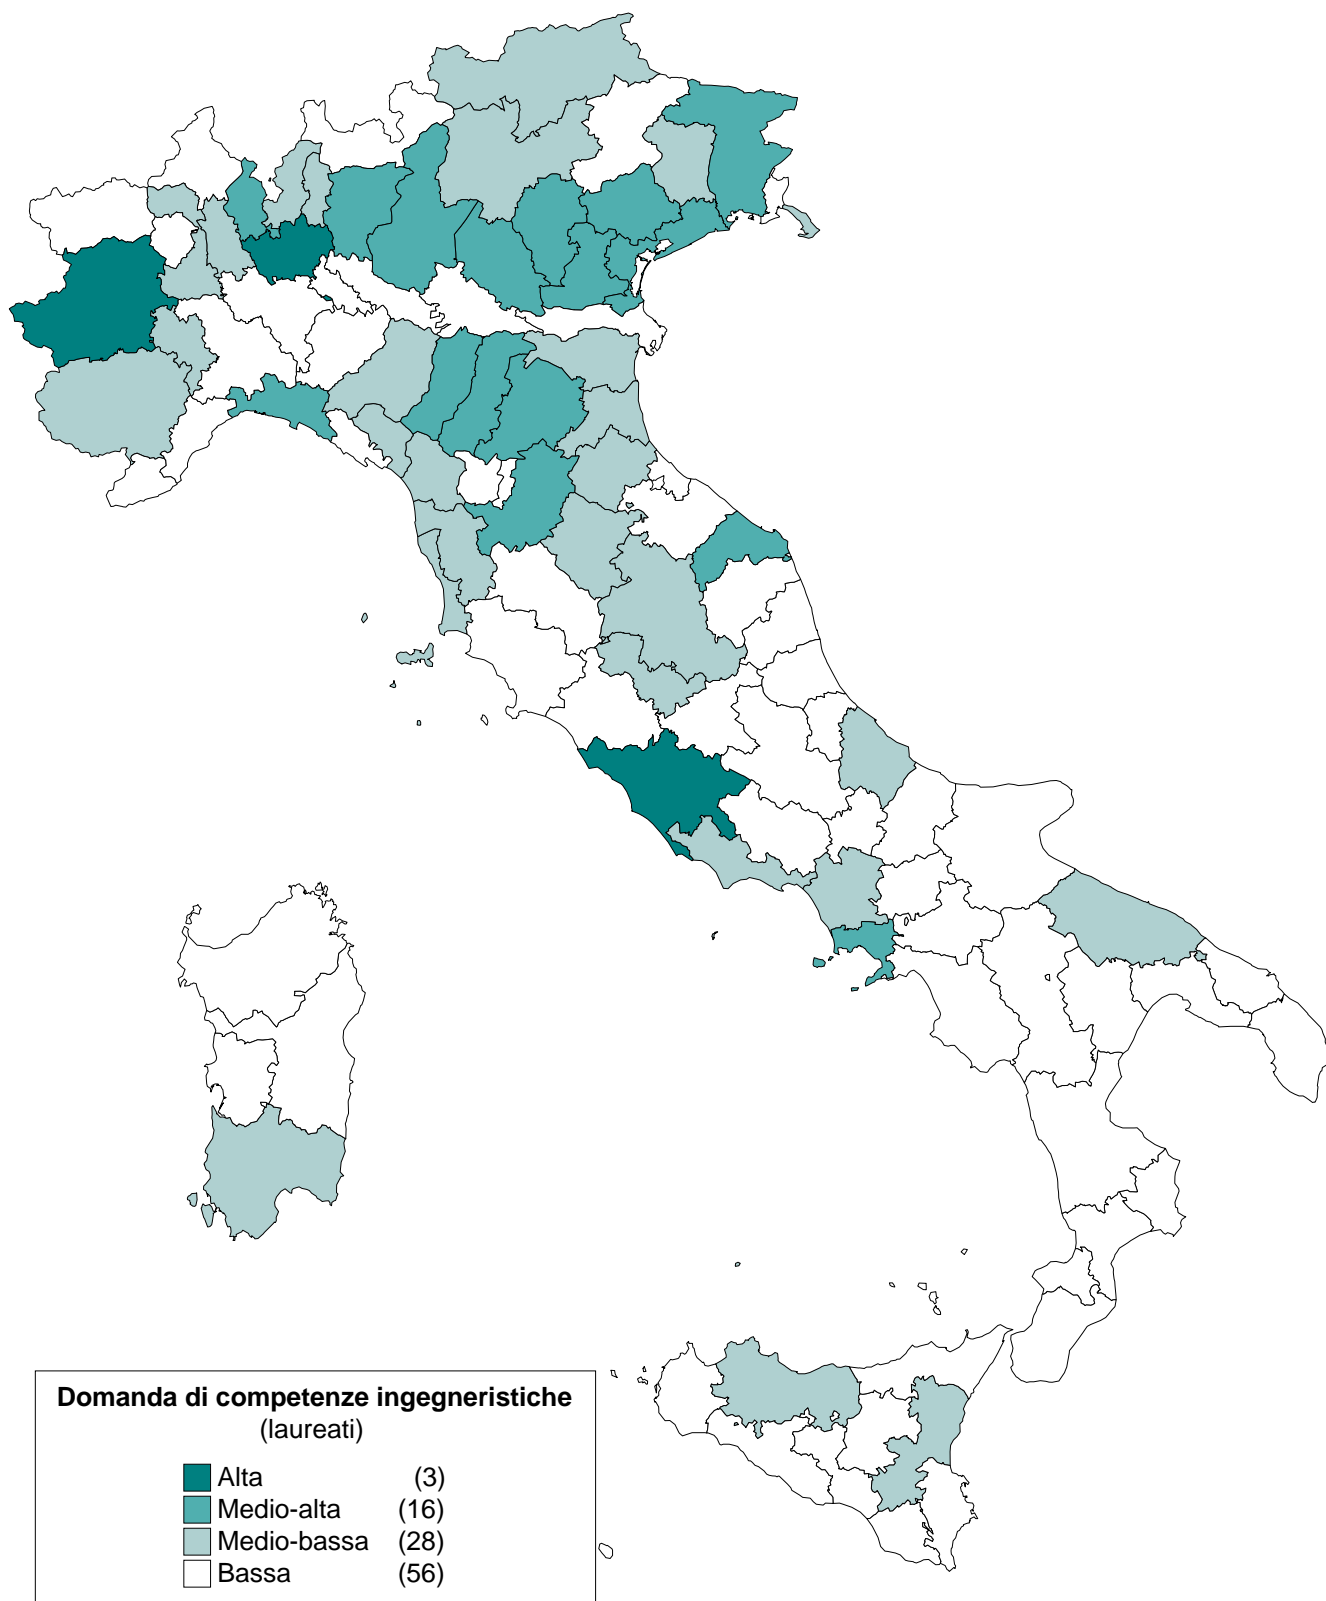 Domanda di competenze ingegneristiche
(laureati)
Alta (3)
Medio-alta (16)
Medio-bassa (28)
Bassa (56)